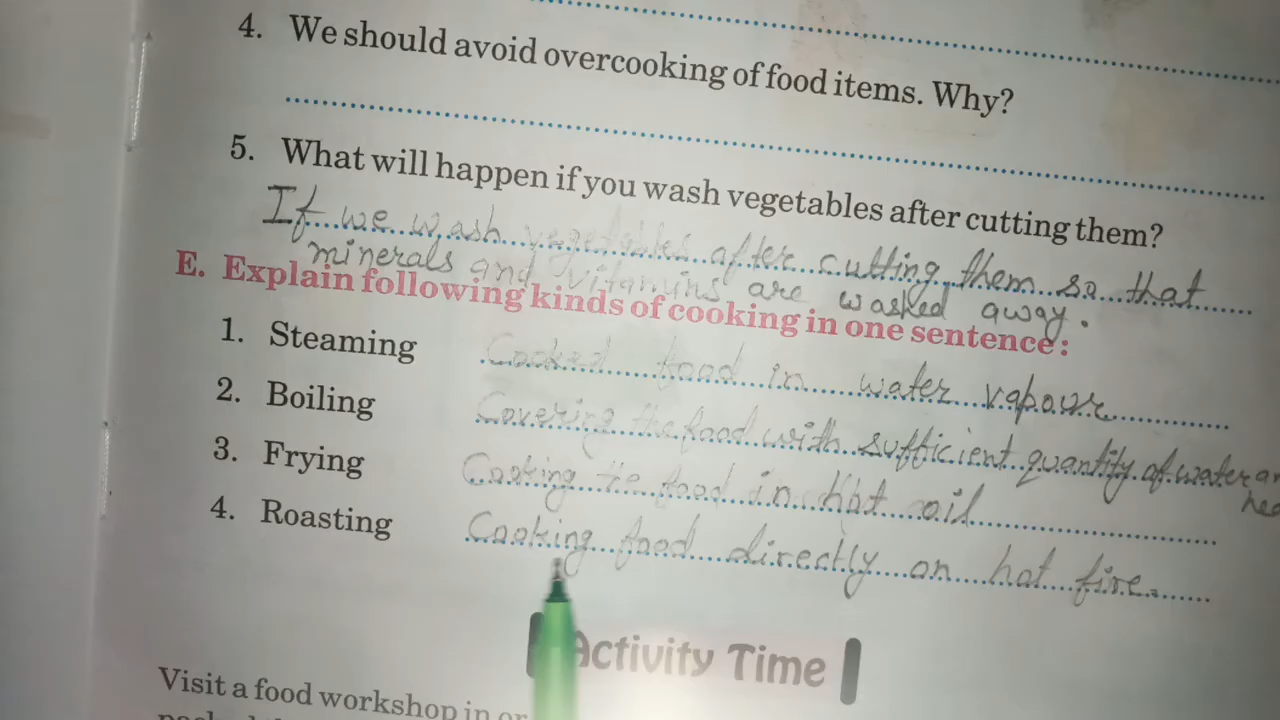 4. We should avoid overcooking of food items. Why?
5. What will happen if you wash vegetables after cutting them?
If we wash vegetables after cutting them so that
minerals and vitamins are washed away.
E. Explain following kinds of cooking in one sentence:
1. Steaming Cooked food in water vapour
2. Boiling Covering the food with sufficient quantity of water
3. Frying Cooking the food in hot oil
4. Roasting Cooking food directly on hot fire.
Activity Time
Visit a food workshop in